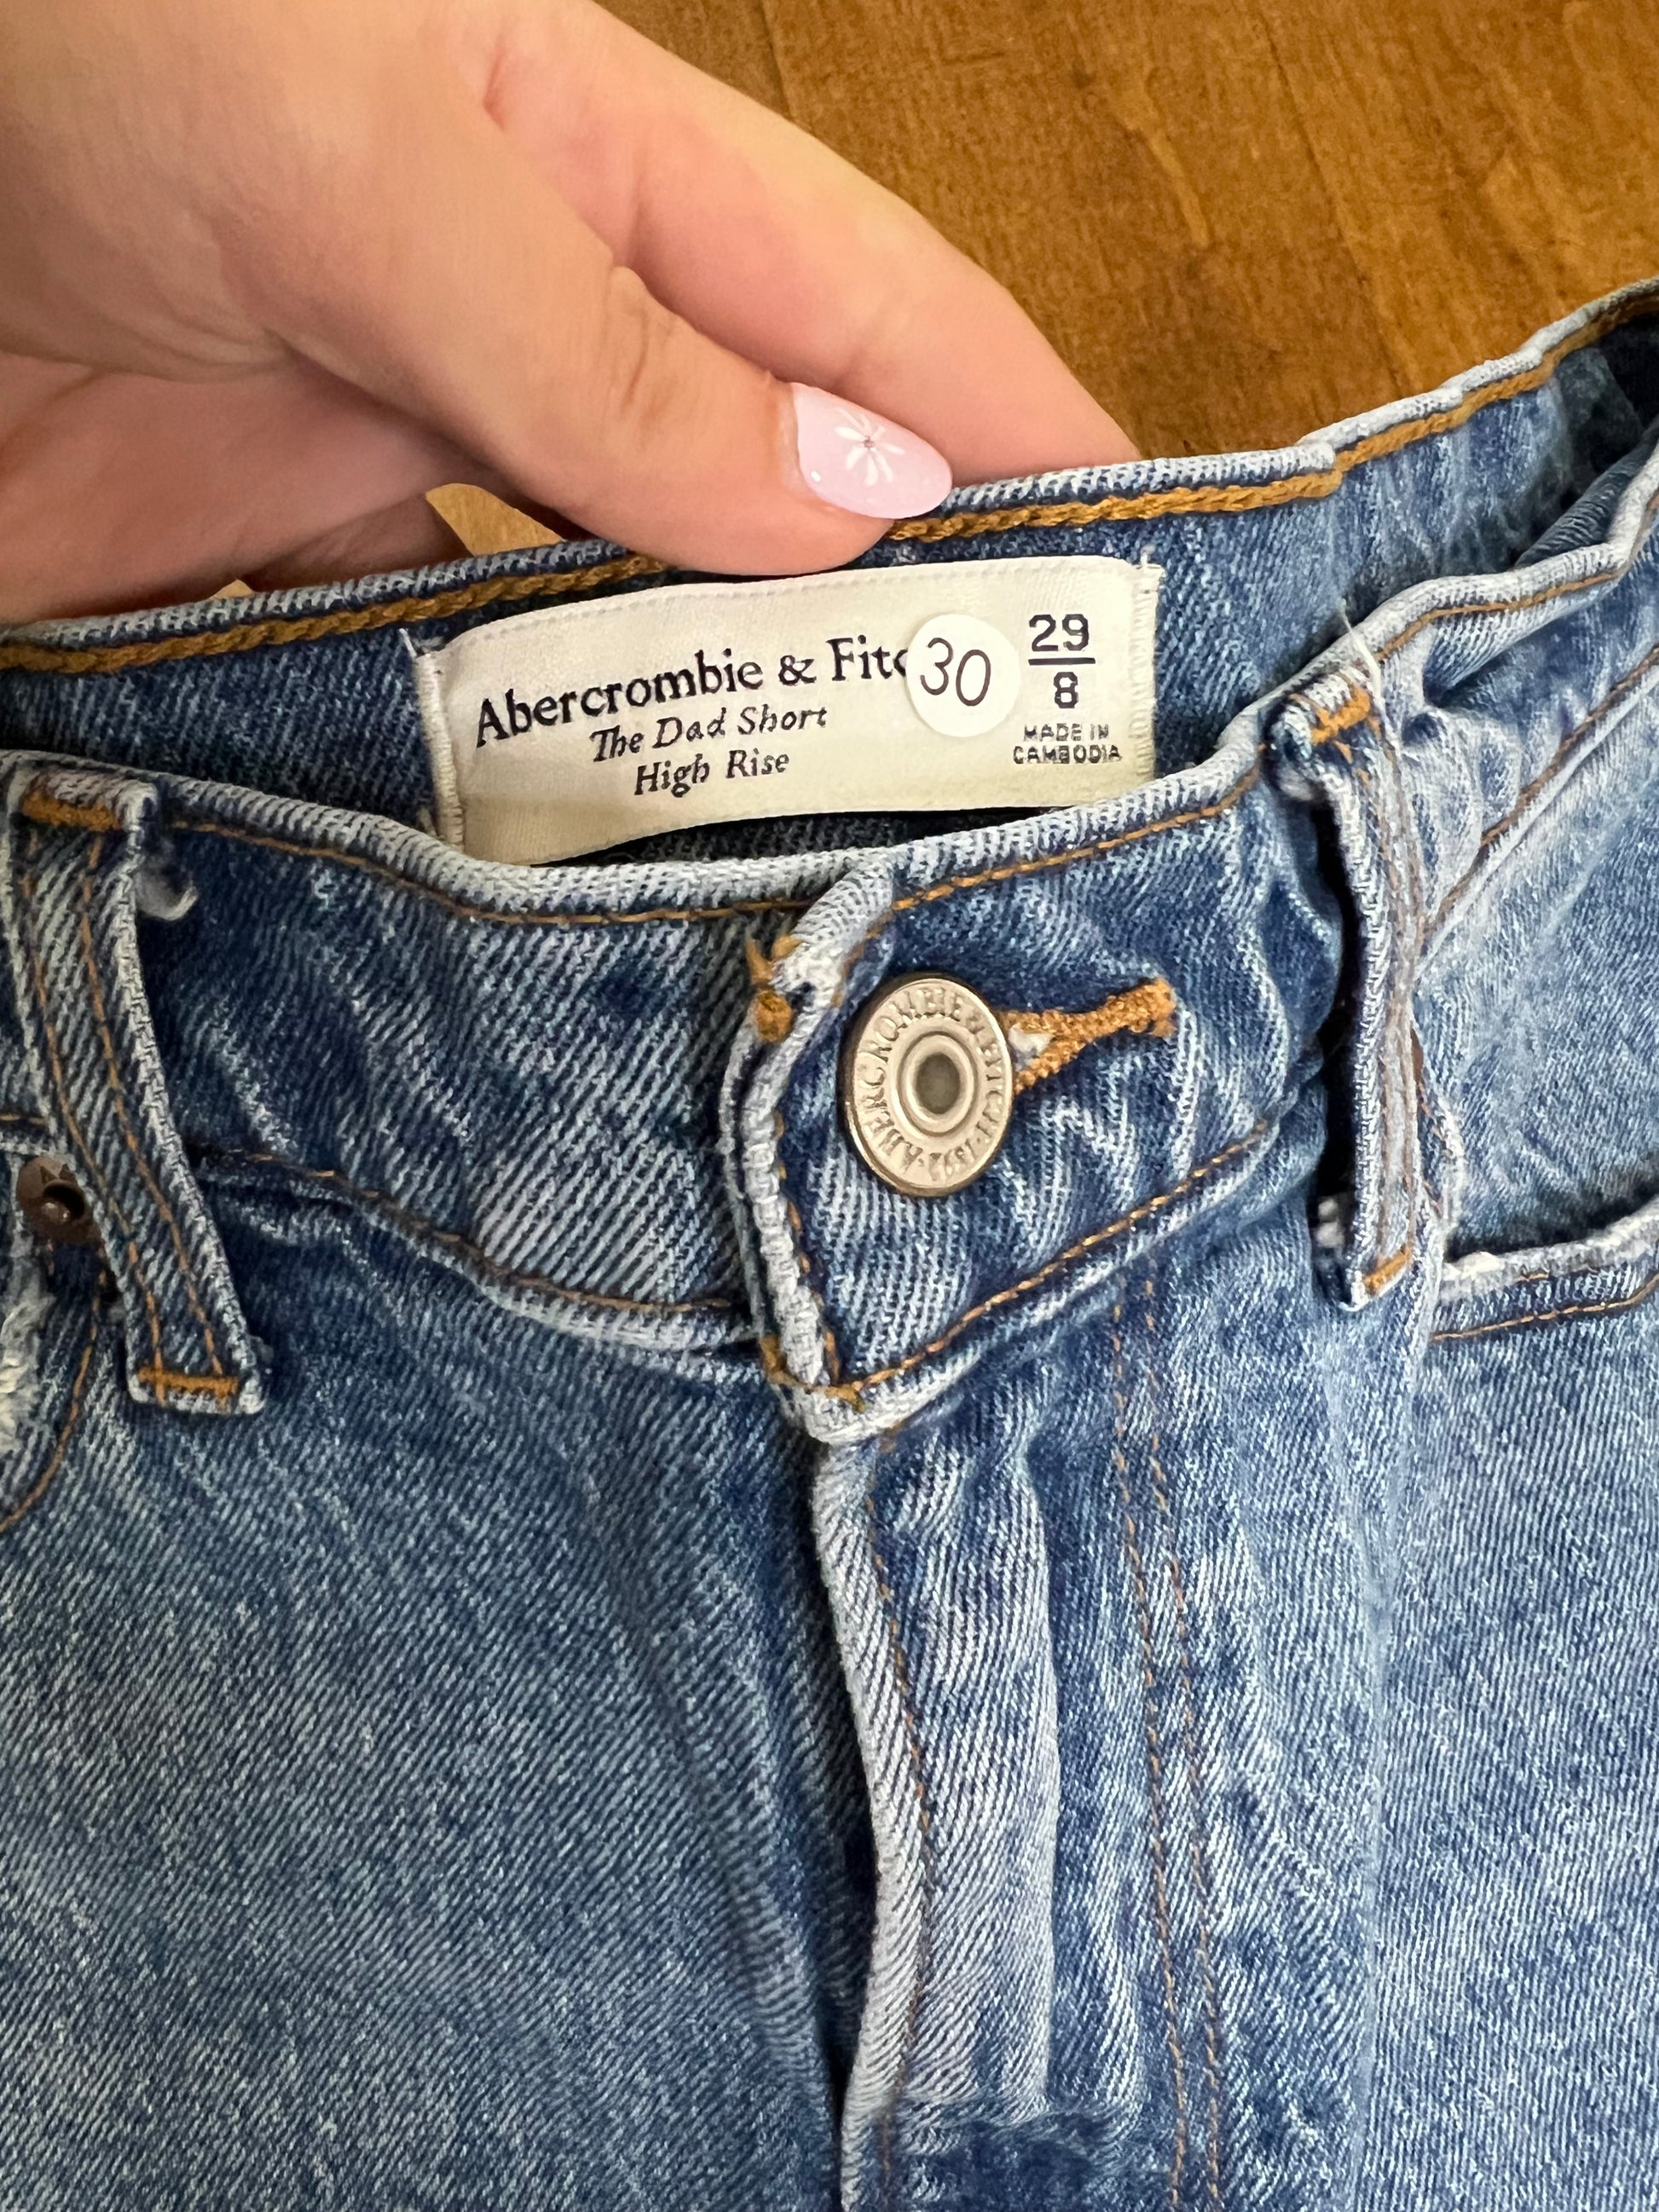 Abercrombie & Fitc
The Dad Short
High Rise
30
29
8
MADE IN
CAMBODIA
ABERCROMBIE & FITCH · 1892 ·